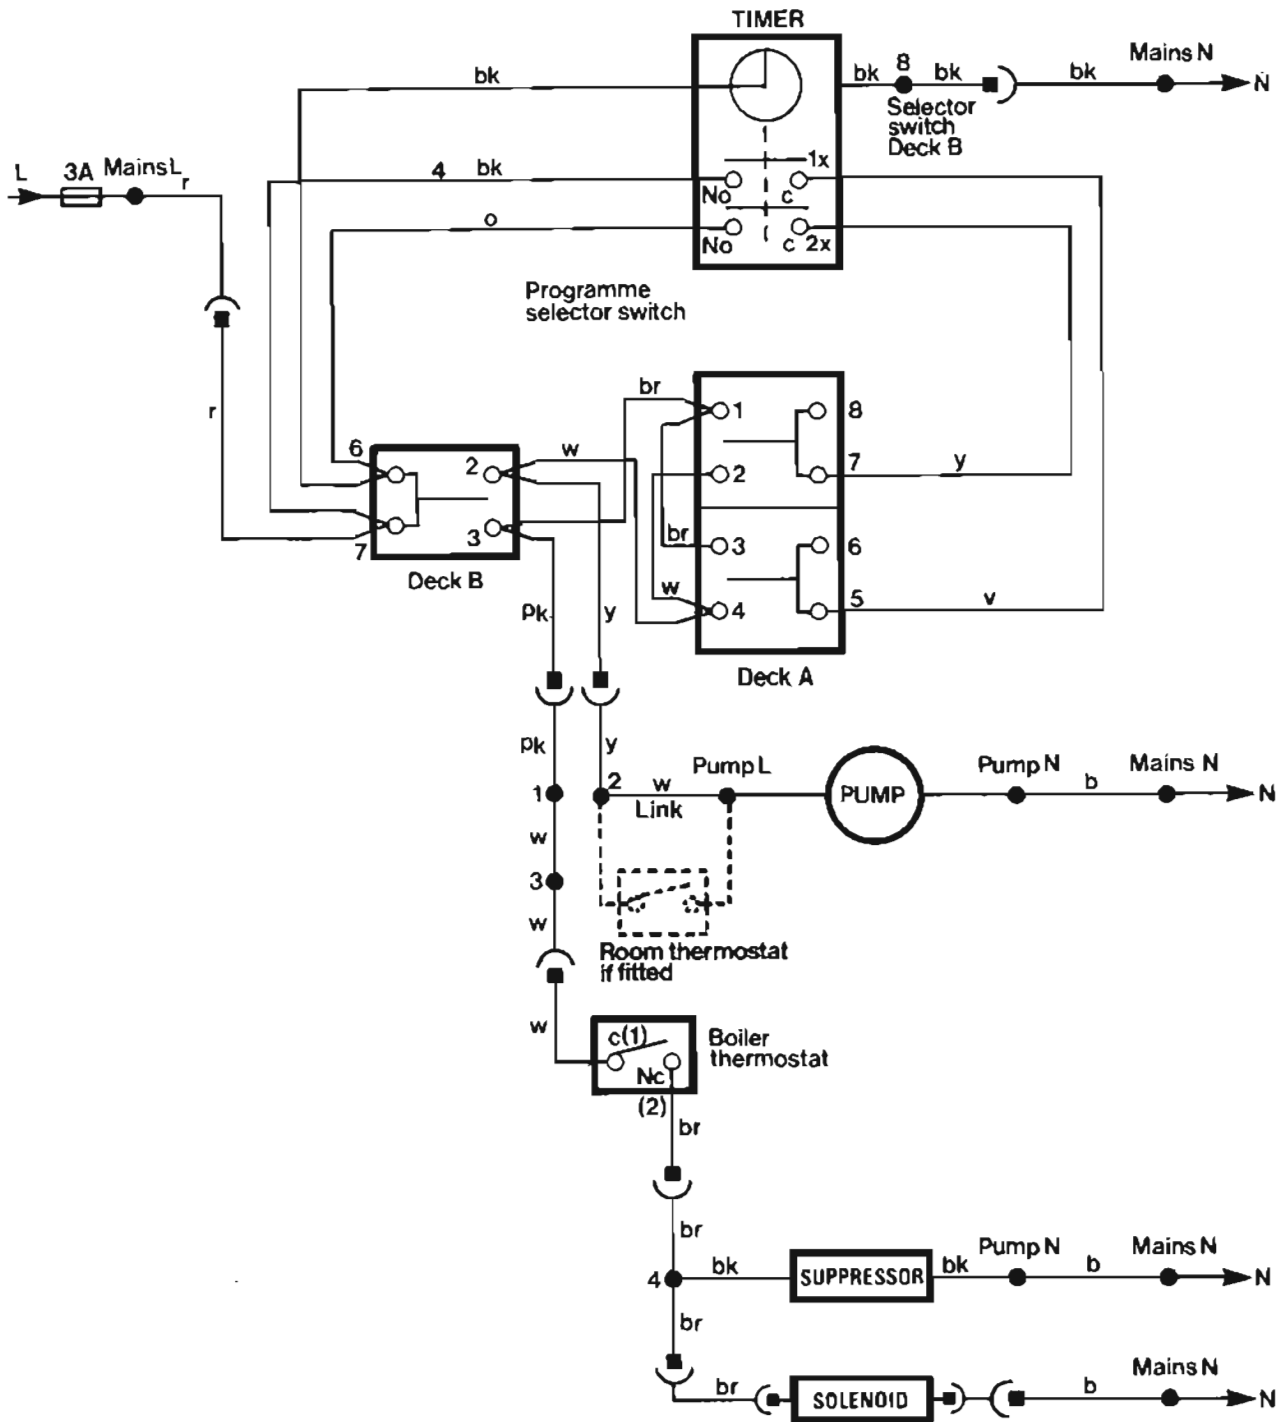 TIMER
Mains N
bk
bk 8 bk
bk
N
Selector
switch
Deck B
L 3A Mains L
r
4 bk
1x
No c
o
No c 2x
Programme
selector switch
r
br
1 8
6
2 w
2 7 y
3
br 3 6
7
w
4 5 v
Deck B
Deck A
pk y
pk y
Pump L
Pump N
Mains N
1 2 w
Link
PUMP
b
N
w
3
w
Room thermostat
if fitted
w
c(1)
Nc
(2)
Boiler
thermostat
br
br
Pump N
Mains N
4 bk
SUPPRESSOR
bk
b
N
br
Mains N
br
SOLENOID
b
N